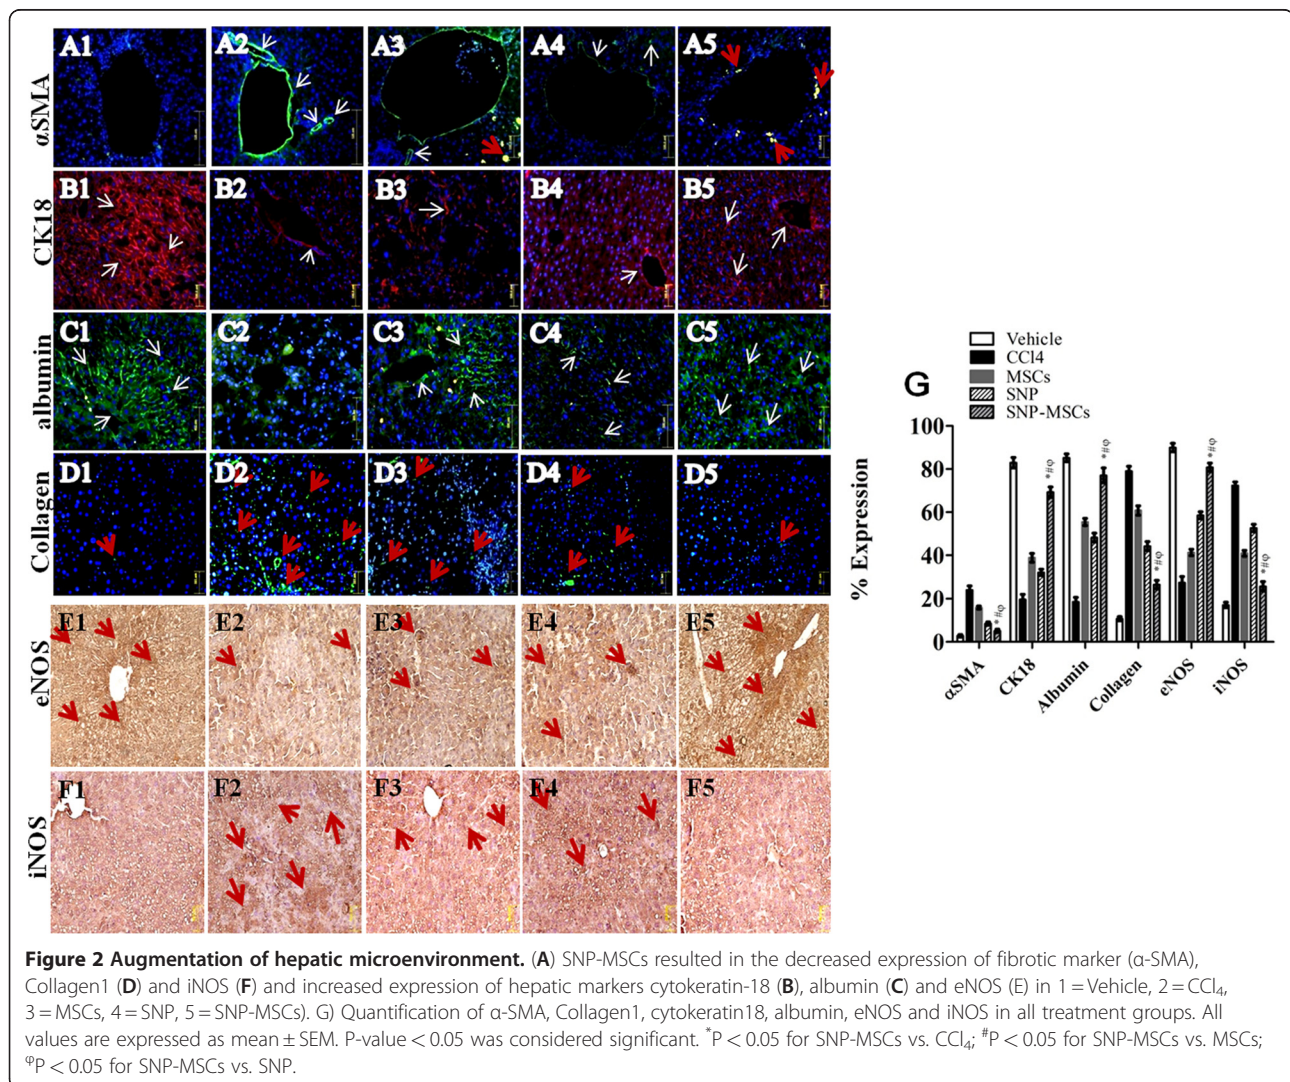 A1 A2 A3 A4 A5
αSMA
B1 B2 B3 B4 B5
CK18
C1 C2 C3 C4 C5
albumin
D1 D2 D3 D4 D5
Collagen
E1 E2 E3 E4 E5
eNOS
F1 F2 F3 F4 F5
iNOS
G
Vehicle
CCl4
MSCs
SNP
SNP-MSCs
% Expression
100
80
60
40
20
0
*#φ
*#φ
*#φ
*#φ
*#φ
*#φ
αSMA
CK18
Albumin
Collagen
eNOS
iNOS
Figure 2 Augmentation of hepatic microenvironment. (A) SNP-MSCs resulted in the decreased expression of fibrotic marker (α-SMA),
Collagen1 (D) and iNOS (F) and increased expression of hepatic markers cytokeratin-18 (B), albumin (C) and eNOS (E) in 1 = Vehicle, 2 = CCl₄,
3 = MSCs, 4 = SNP, 5 = SNP-MSCs). G) Quantification of α-SMA, Collagen1, cytokeratin18, albumin, eNOS and iNOS in all treatment groups. All
values are expressed as mean ± SEM. P-value < 0.05 was considered significant. *P < 0.05 for SNP-MSCs vs. CCl₄; #P < 0.05 for SNP-MSCs vs. MSCs;
φP < 0.05 for SNP-MSCs vs. SNP.